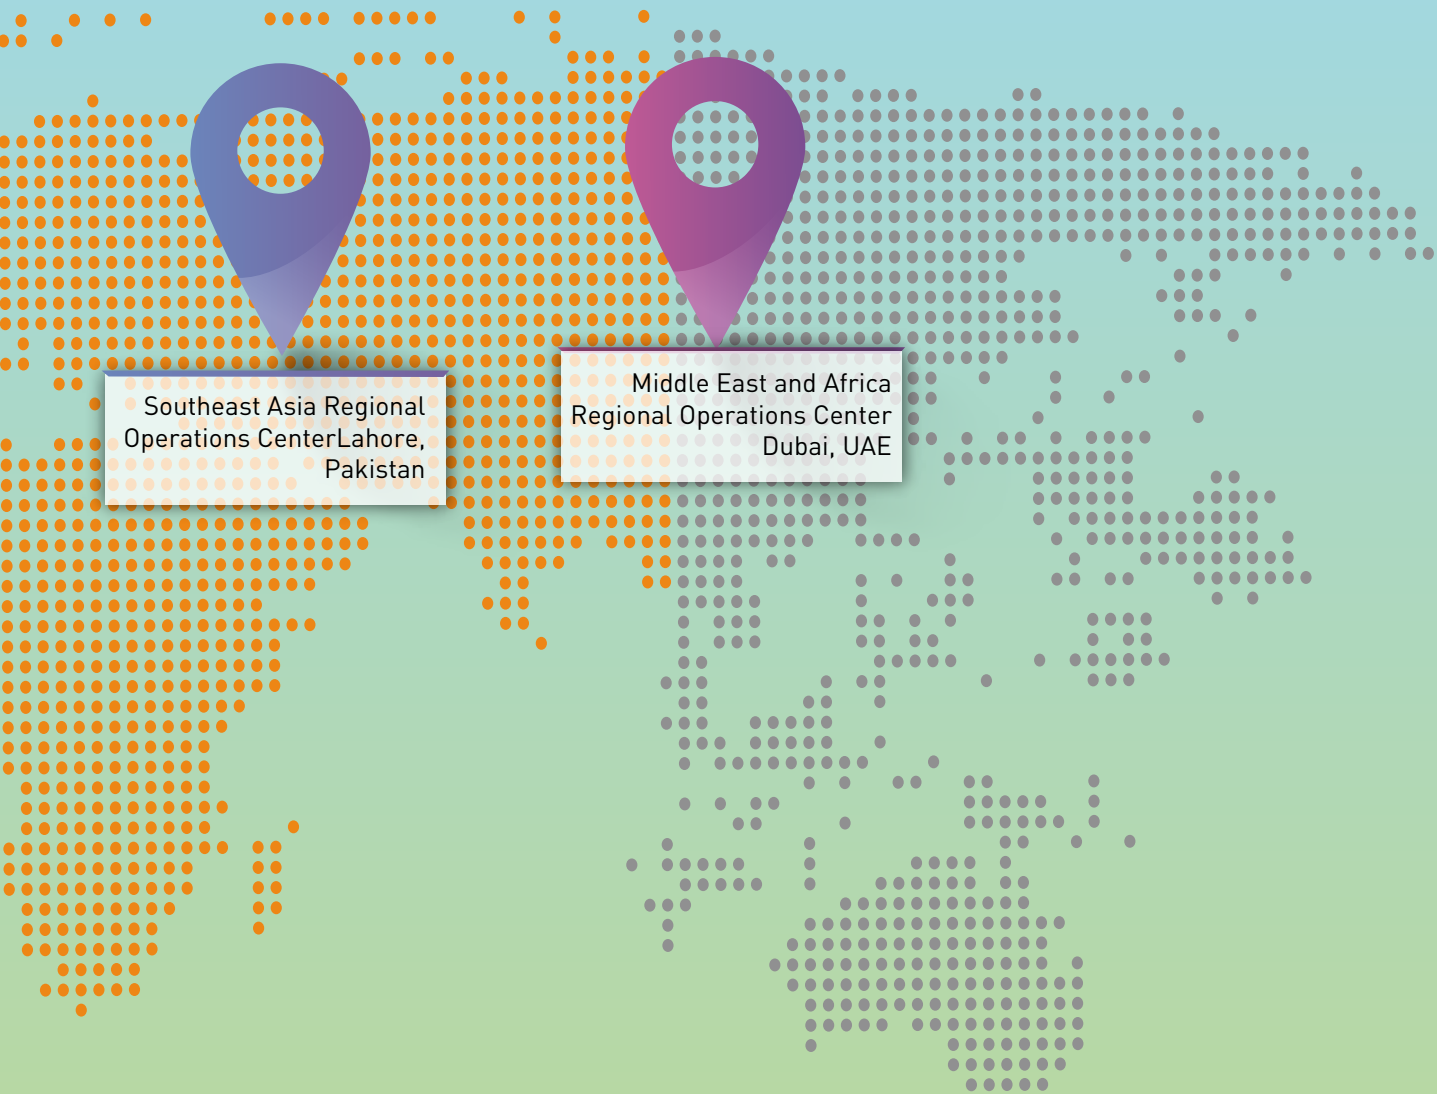 Southeast Asia Regional
Operations CenterLahore,
Pakistan
Middle East and Africa
Regional Operations Center
Dubai, UAE